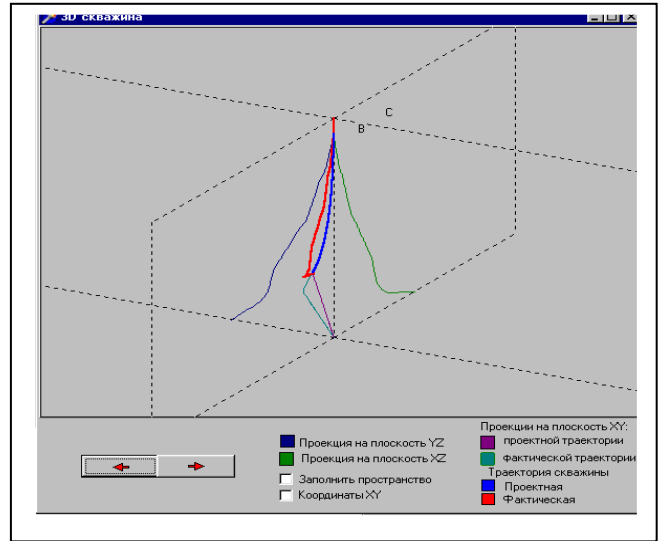 3D скважина
C
B
Проекция на плоскость YZ
Проекция на плоскость XZ
Заполнить пространство
Координаты XY
Проекции на плоскость XY:
проектной траектории
фактической траектории
Траектория скважины
Проектная
Фактическая